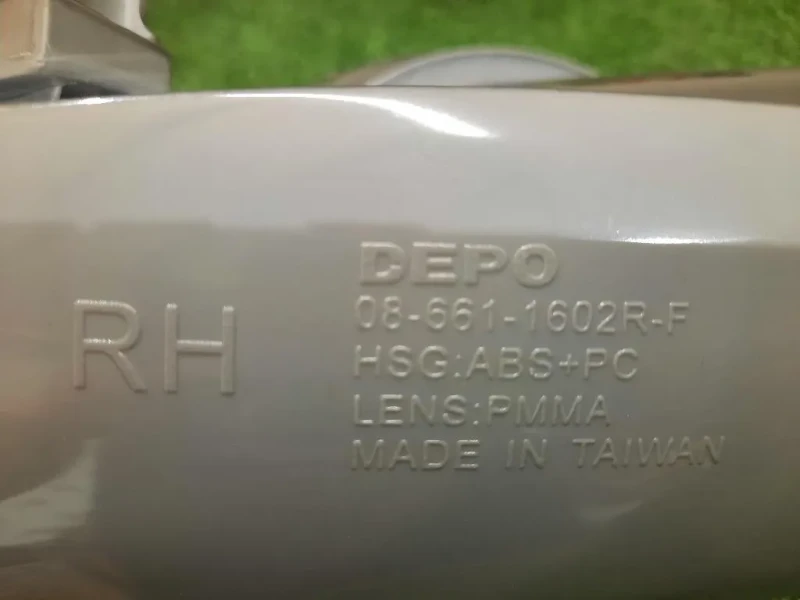 RH
DEPO
08-661-1602R-F
HSG:ABS+PC
LENS:PMMA
MADE IN TAIWAN